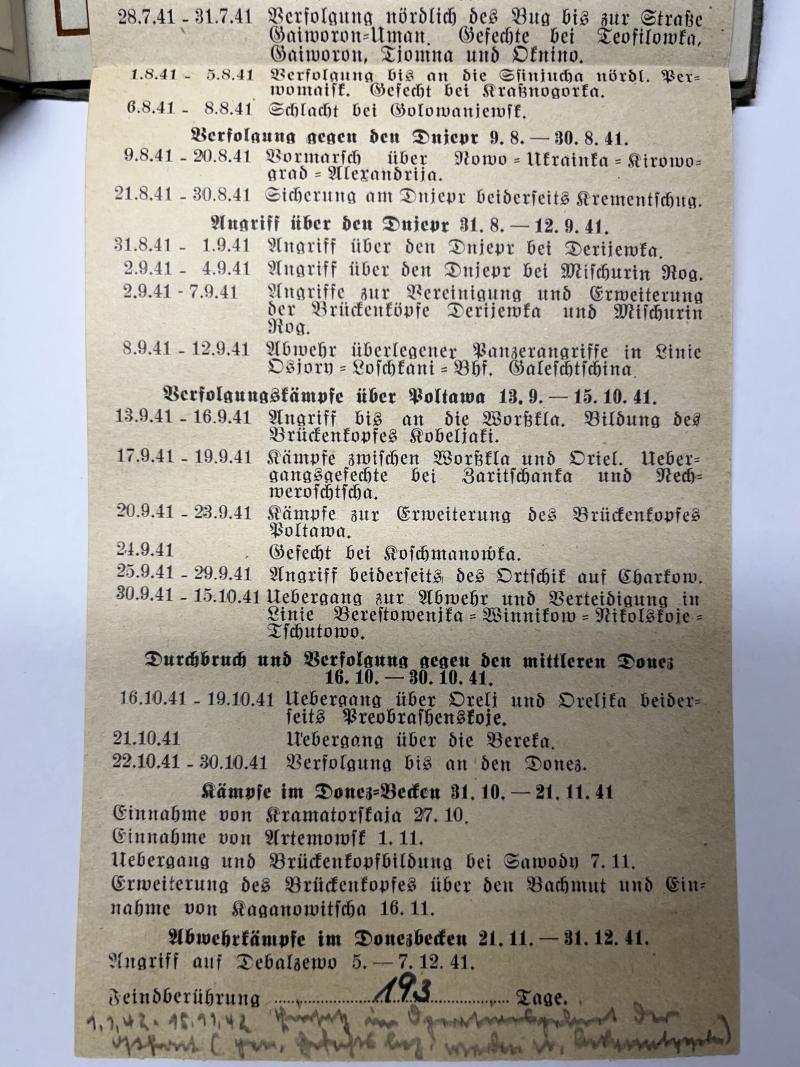 28.7.41 - 31.7.41 Verfolgung nördlich des Bug bis zur Straße
Gaiworon=Uman. Gefechte bei Teofilowka,
Gaiworon, Tjomna und Oknino.
1.8.41 - 5.8.41 Verfolgung bis an die Ssinjucha nördl. Per=
womaisk. Gefecht bei Kraßnogorka.
6.8.41 - 8.8.41 Schlacht bei Golowanjewsk.
Verfolgung gegen den Dnjepr 9. 8. — 30. 8. 41.
9.8.41 - 20.8.41 Vormarsch über Nowo=Ukrainka=Kirowo=
grad=Alexandrija.
21.8.41 - 30.8.41 Sicherung am Dnjepr beiderseits Krementschug.
Angriff über den Dnjepr 31. 8. — 12. 9. 41.
31.8.41 - 1.9.41 Angriff über den Dnjepr bei Derijewka.
2.9.41 - 4.9.41 Angriff über den Dnjepr bei Mischurin Rog.
2.9.41 - 7.9.41 Angriffe zur Vereinigung und Erweiterung
der Brückenköpfe Derijewka und Mischurin
Rog.
8.9.41 - 12.9.41 Abwehr überlegener Panzerangriffe in Linie
Osjory=Loschkani=Bhf. Galeschtschina.
Verfolgungskämpfe über Poltawa 13. 9. — 15. 10. 41.
13.9.41 - 16.9.41 Angriff bis an die Worßkla. Bildung des
Brückenkopfes Kobeljaki.
17.9.41 - 19.9.41 Kämpfe zwischen Worßkla und Oriel. Ueber=
gangsgefechte bei Zaritschanka und Nech=
weroschtscha.
20.9.41 - 23.9.41 Kämpfe zur Erweiterung des Brückenkopfes
Poltawa.
24.9.41 Gefecht bei Koschmanowka.
25.9.41 - 29.9.41 Angriff beiderseits des Ortschik auf Charkow.
30.9.41 - 15.10.41 Uebergang zur Abwehr und Verteidigung in
Linie Berestowenjka=Winnikow=Nikolskoje=
Tschutowo.
Durchbruch und Verfolgung gegen den mittleren Donez
16. 10. — 30. 10. 41.
16.10.41 - 19.10.41 Uebergang über Orelj und Oreljka beider=
seits Preobrashenskoje.
21.10.41 Uebergang über die Bereka.
22.10.41 - 30.10.41 Verfolgung bis an den Donez.
Kämpfe im Donez=Becken 31. 10. — 21. 11. 41
Einnahme von Kramatorskaja 27. 10.
Einnahme von Artemowsk 1. 11.
Uebergang und Brückenkopfbildung bei Sawody 7. 11.
Erweiterung des Brückenkopfes über den Bachmut und Ein=
nahme von Kaganowitscha 16. 11.
Abwehrkämpfe im Donezbecken 21. 11. — 31. 12. 41.
Angriff auf Debalzewo 5. — 7. 12. 41.
Feindberührung 193 Tage.
1.1.42 - 15.11.42 im Operationsgebiet der